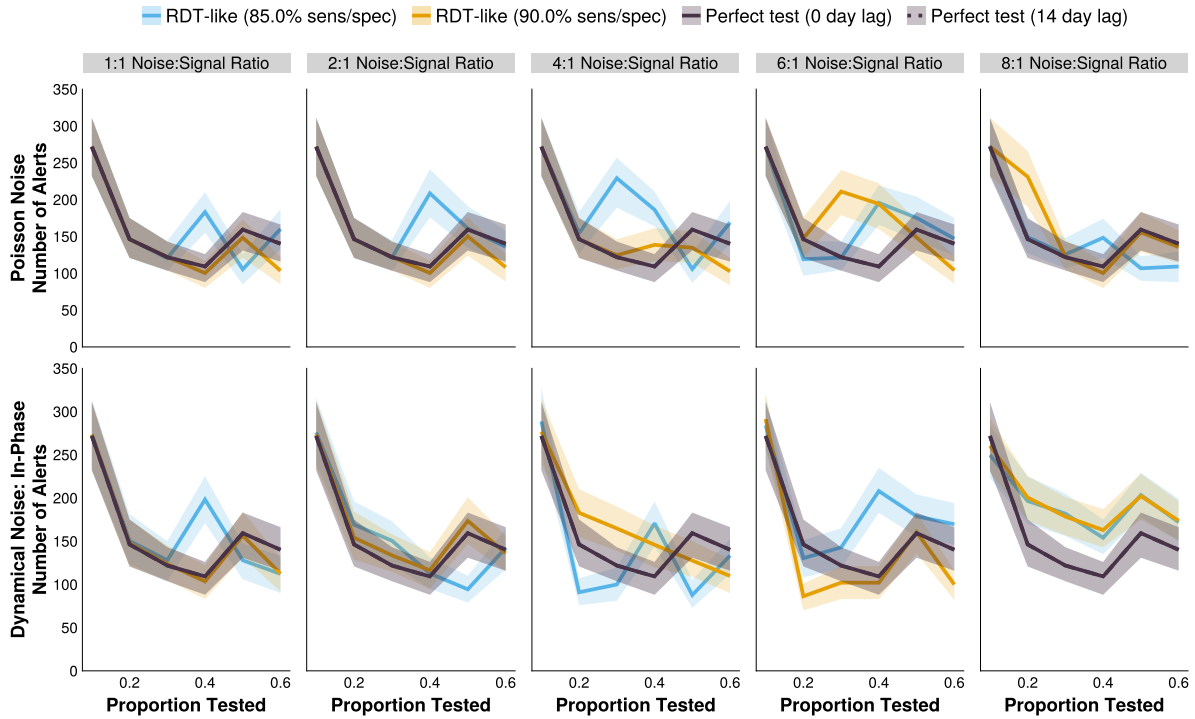 RDT-like (85.0% sens/spec) RDT-like (90.0% sens/spec) Perfect test (0 day lag) Perfect test (14 day lag)
1:1 Noise:Signal Ratio 2:1 Noise:Signal Ratio 4:1 Noise:Signal Ratio 6:1 Noise:Signal Ratio 8:1 Noise:Signal Ratio
Poisson Noise
Number of Alerts
350
300
250
200
150
100
50
0
Dynamical Noise: In-Phase
Number of Alerts
350
300
250
200
150
100
50
0
0.2 0.4 0.6 0.2 0.4 0.6 0.2 0.4 0.6 0.2 0.4 0.6 0.2 0.4 0.6
Proportion Tested Proportion Tested Proportion Tested Proportion Tested Proportion Tested